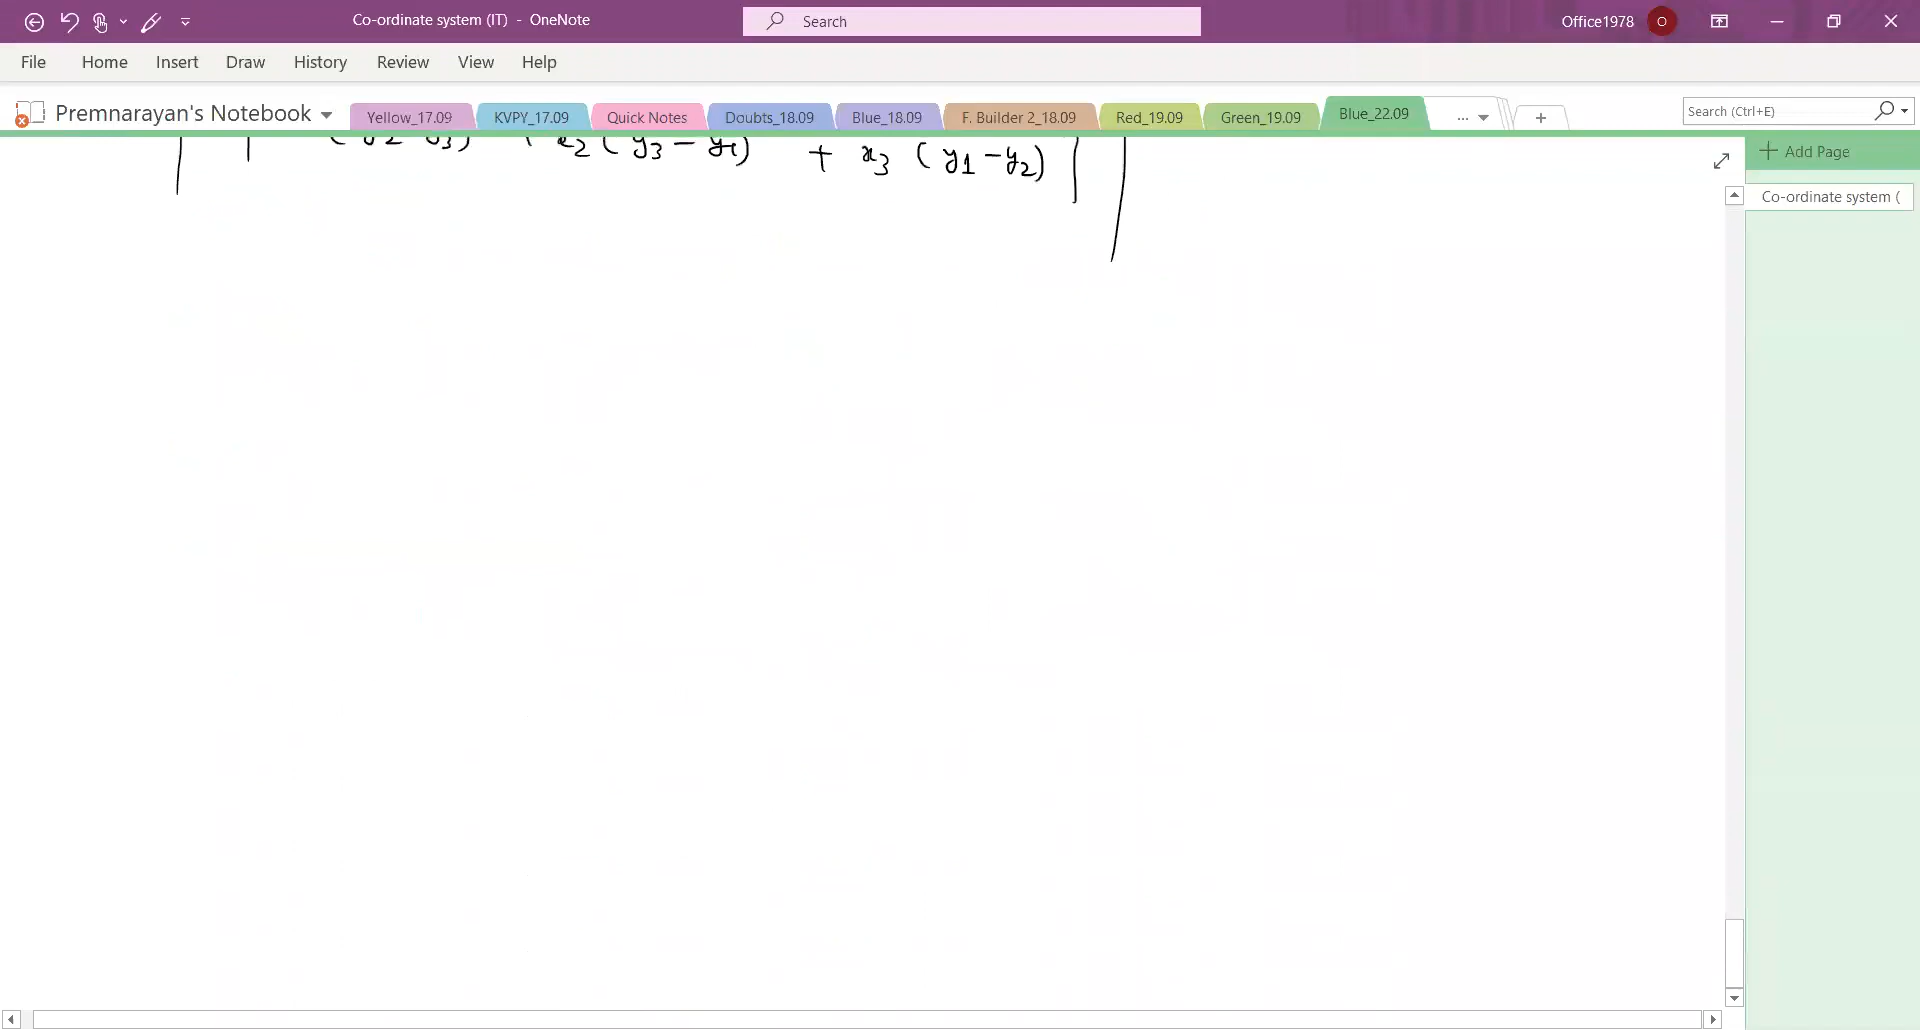 Co-ordinate system (IT) - OneNote
Search
Office1978
O
File Home Insert Draw History Review View Help
Premnarayan's Notebook
Yellow_17.09
KVPY_17.09
Quick Notes
Doubts_18.09
Blue_18.09
F. Builder 2_18.09
Red_19.09
Green_19.09
Blue_22.09
...
Search (Ctrl+E)
Add Page
Co-ordinate system (
(y2 - y3) x2 (y3 - y1) + x3 (y1 - y2)